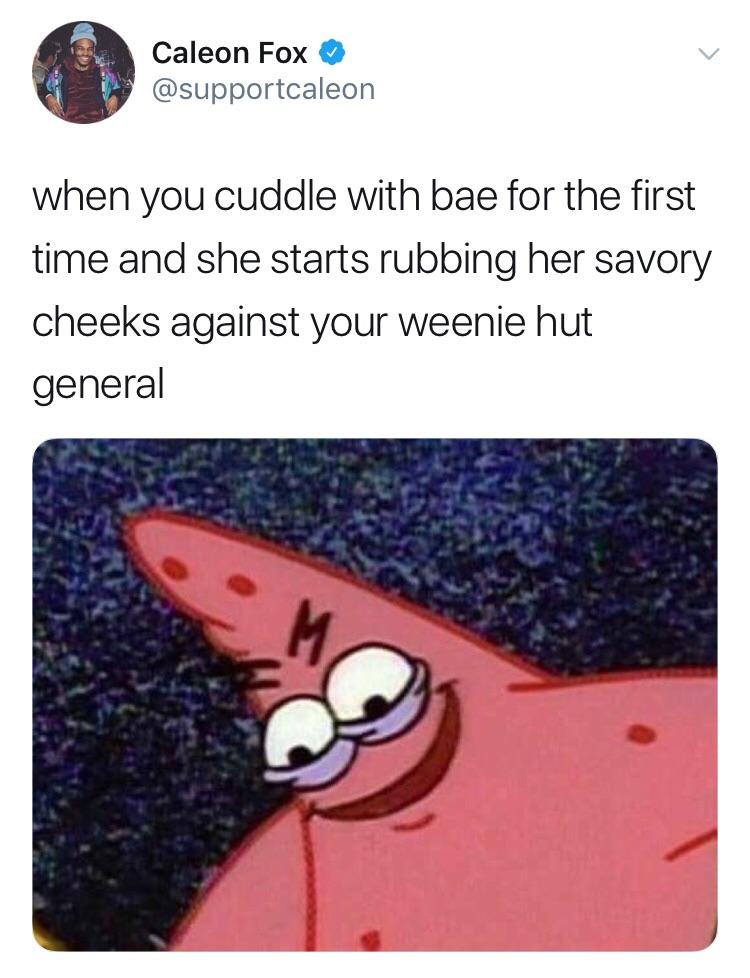 Caleon Fox
@supportcaleon
when you cuddle with bae for the first
time and she starts rubbing her savory
cheeks against your weenie hut
general